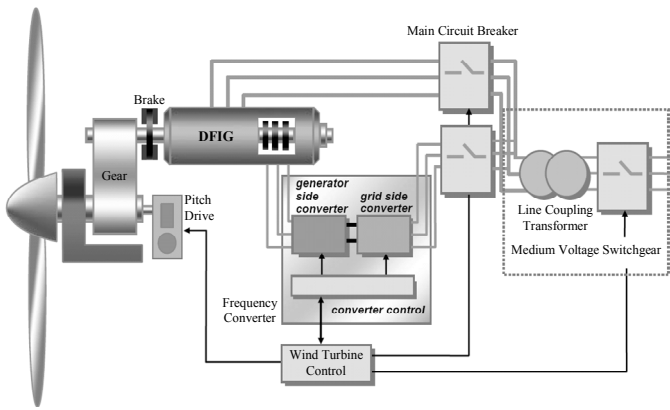 Main Circuit Breaker
Brake
DFIG
Gear
Pitch
Drive
generator
side
converter
grid side
converter
Line Coupling
Transformer
Medium Voltage Switchgear
Frequency
Converter
converter control
Wind Turbine
Control